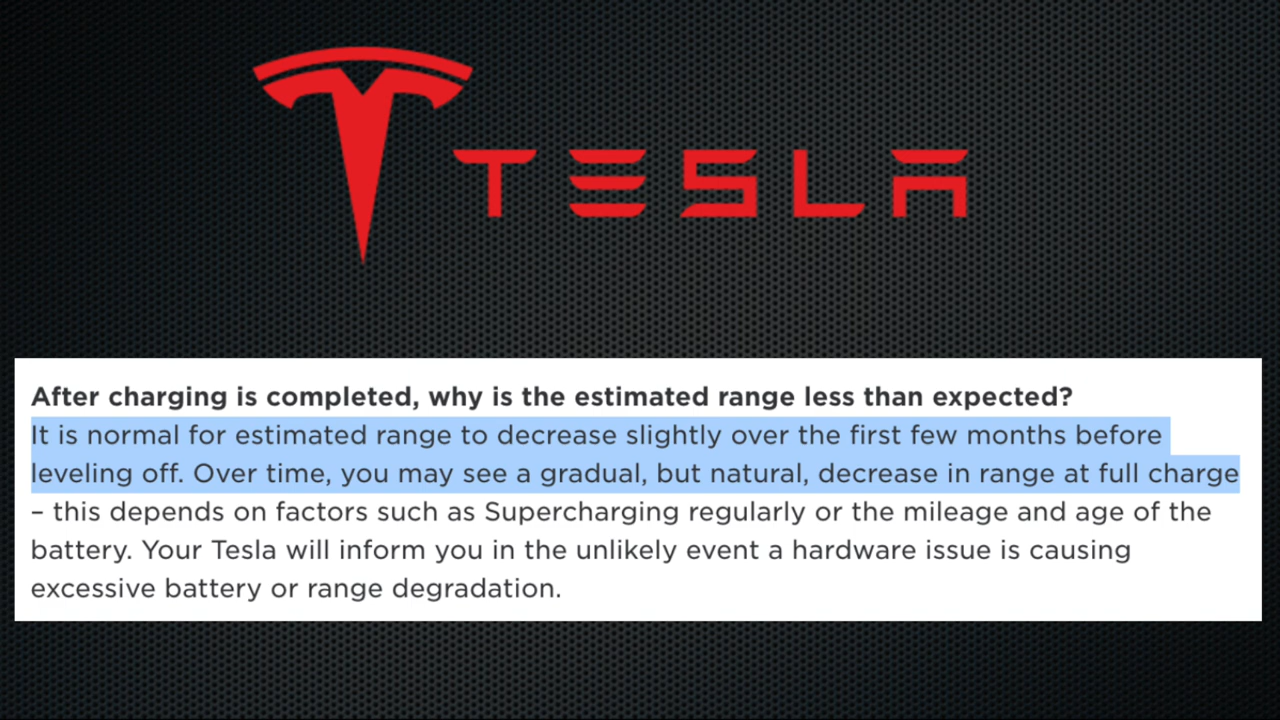 TESLA
After charging is completed, why is the estimated range less than expected?
It is normal for estimated range to decrease slightly over the first few months before
leveling off. Over time, you may see a gradual, but natural, decrease in range at full charge
– this depends on factors such as Supercharging regularly or the mileage and age of the
battery. Your Tesla will inform you in the unlikely event a hardware issue is causing
excessive battery or range degradation.